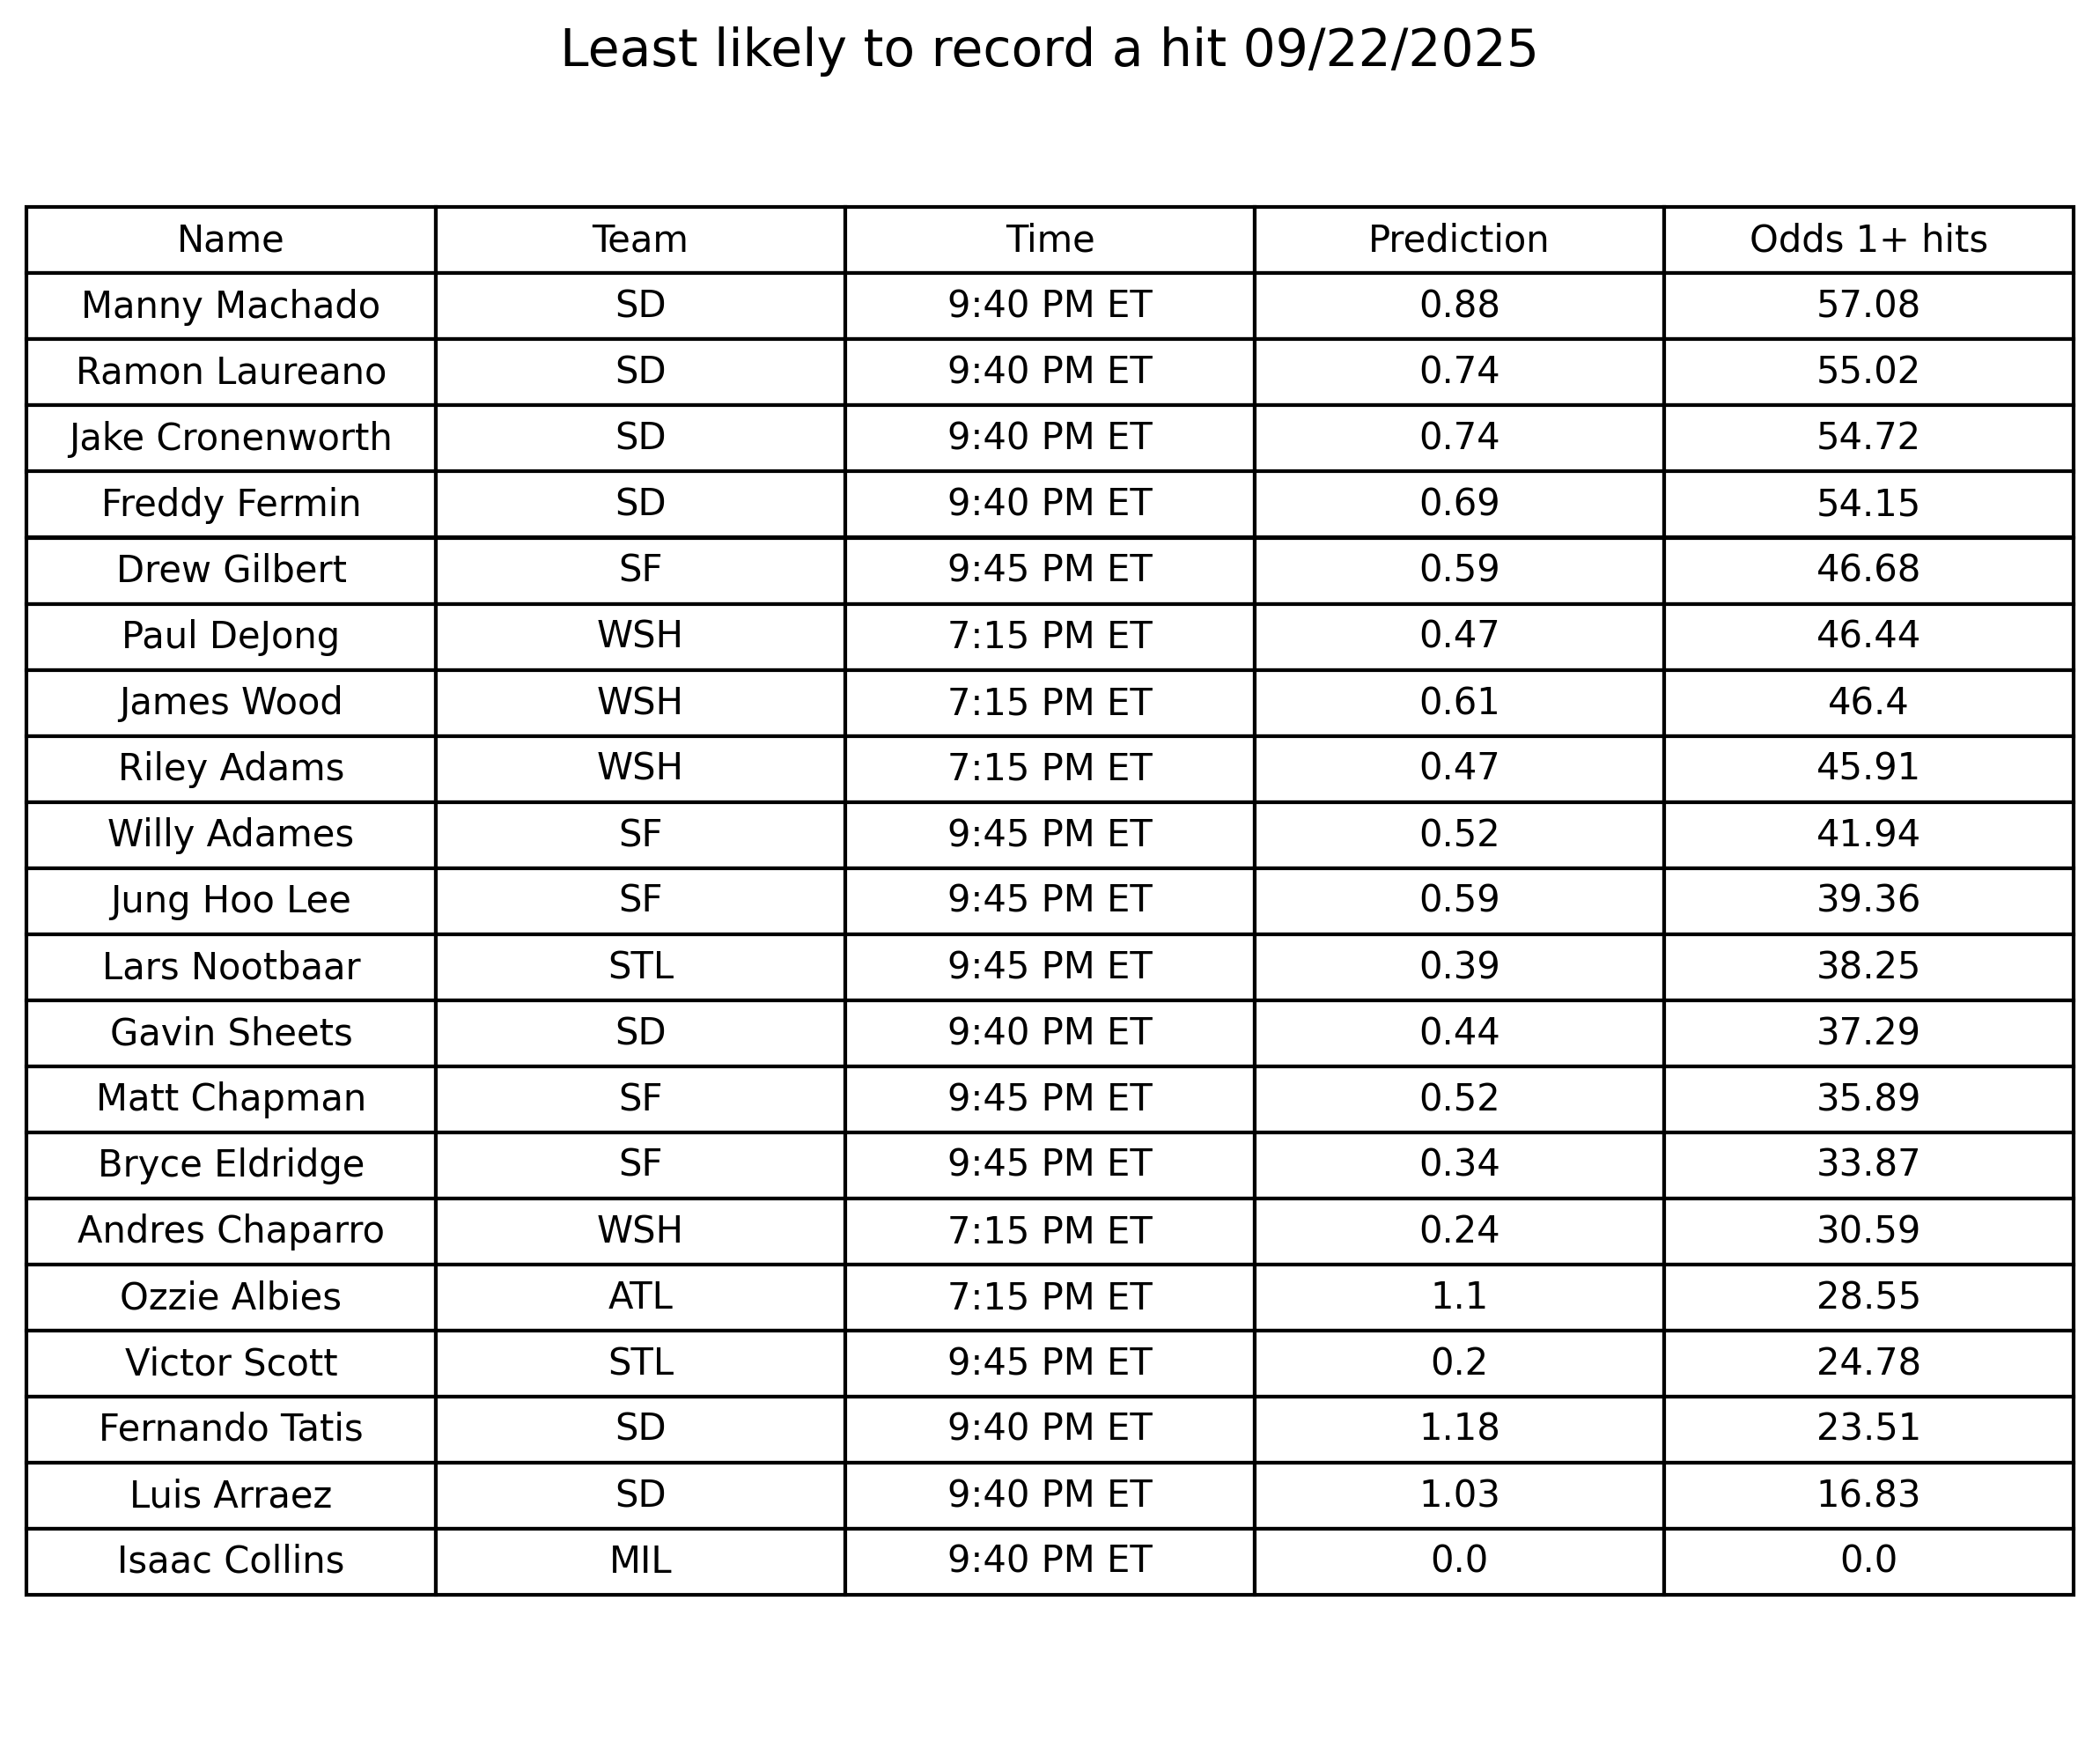 Least likely to record a hit 09/22/2025
Name Team Time Prediction Odds 1+ hits
Manny Machado SD 9:40 PM ET 0.88 57.08
Ramon Laureano SD 9:40 PM ET 0.74 55.02
Jake Cronenworth SD 9:40 PM ET 0.74 54.72
Freddy Fermin SD 9:40 PM ET 0.69 54.15
Drew Gilbert SF 9:45 PM ET 0.59 46.68
Paul DeJong WSH 7:15 PM ET 0.47 46.44
James Wood WSH 7:15 PM ET 0.61 46.4
Riley Adams WSH 7:15 PM ET 0.47 45.91
Willy Adames SF 9:45 PM ET 0.52 41.94
Jung Hoo Lee SF 9:45 PM ET 0.59 39.36
Lars Nootbaar STL 9:45 PM ET 0.39 38.25
Gavin Sheets SD 9:40 PM ET 0.44 37.29
Matt Chapman SF 9:45 PM ET 0.52 35.89
Bryce Eldridge SF 9:45 PM ET 0.34 33.87
Andres Chaparro WSH 7:15 PM ET 0.24 30.59
Ozzie Albies ATL 7:15 PM ET 1.1 28.55
Victor Scott STL 9:45 PM ET 0.2 24.78
Fernando Tatis SD 9:40 PM ET 1.18 23.51
Luis Arraez SD 9:40 PM ET 1.03 16.83
Isaac Collins MIL 9:40 PM ET 0.0 0.0